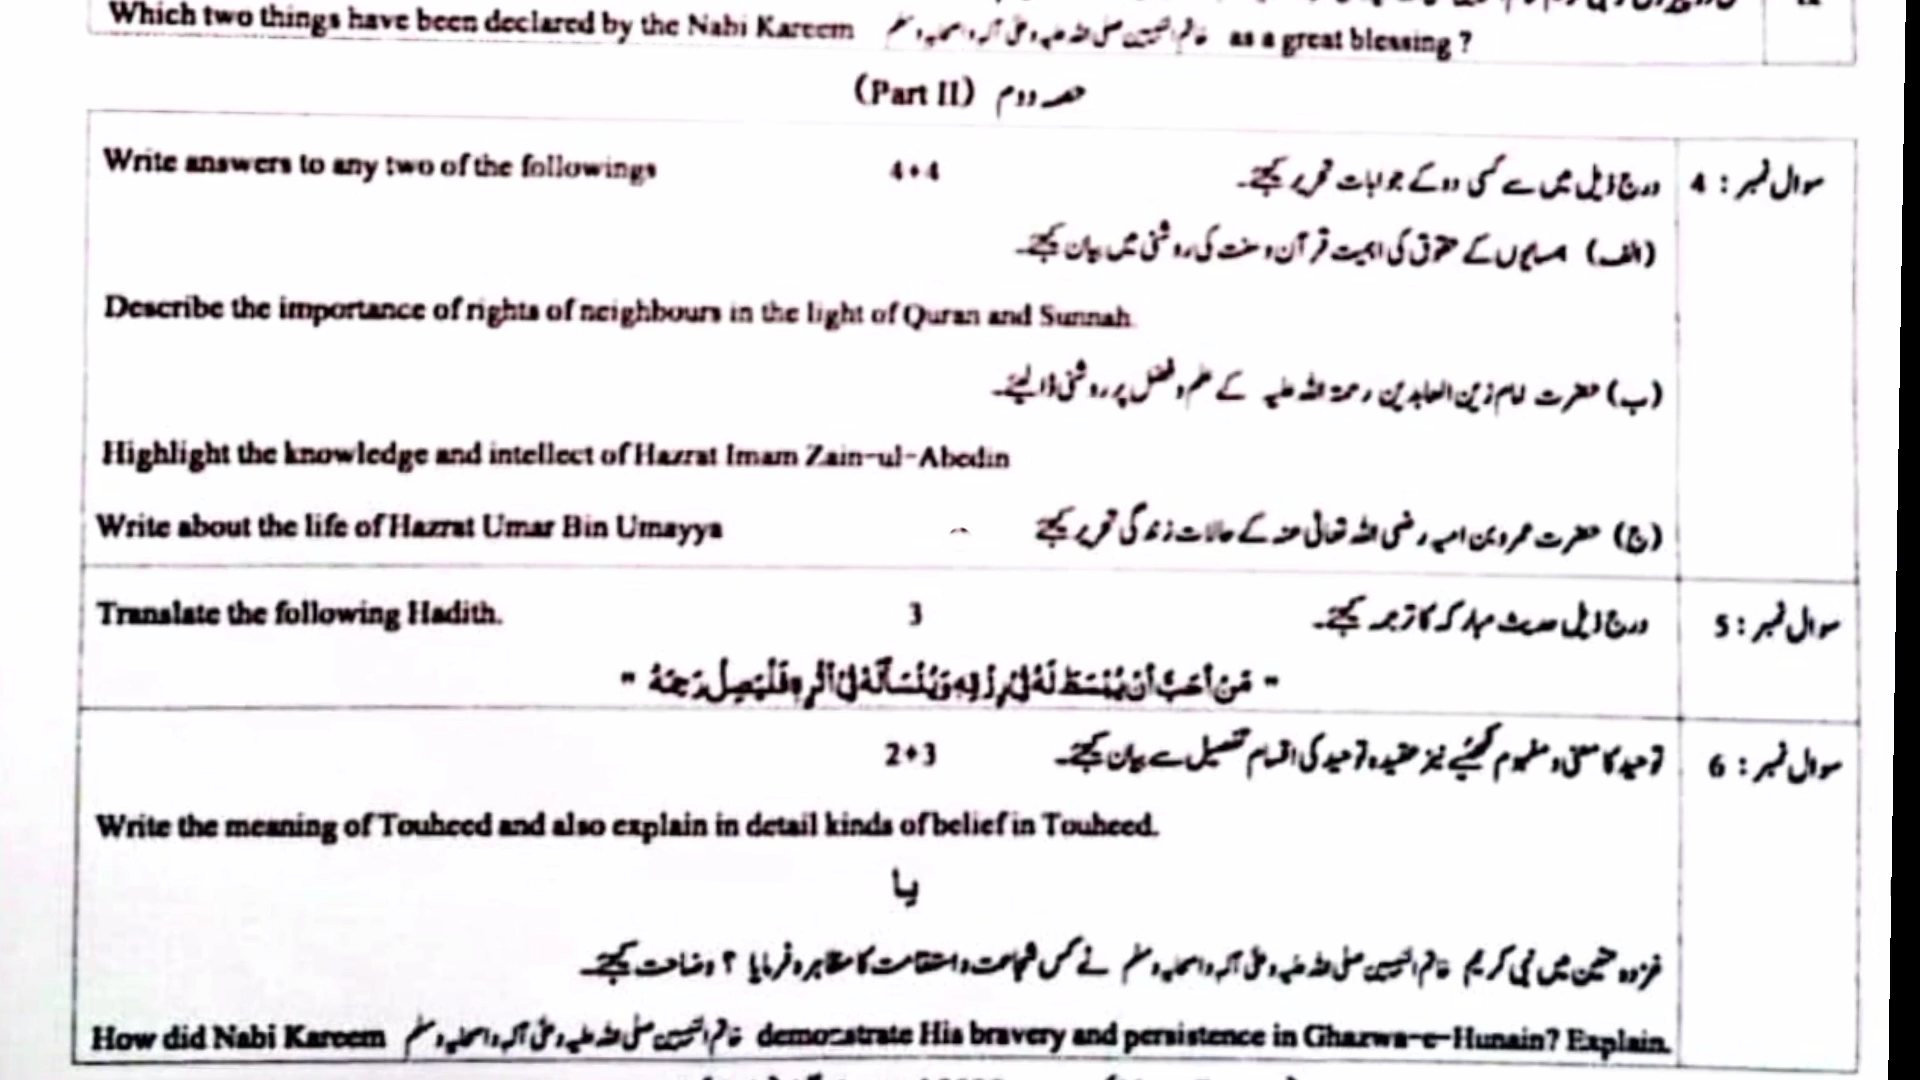 Which two things have been declared by the Nabi Kareem خاتم النبیین صلی اللہ علیہ وعلی آلہ واصحابہ وسلم as a great blessing ?
(Part II) حصہ دوم
Write answers to any two of the followings 4+4 درج ذیل میں سے کسی دو کے جوابات تحریر کیجئے۔ سوال نمبر : 4
(الف) ہمسایوں کے حقوق کی اہمیت قرآن و سنت کی روشنی میں بیان کیجئے۔
Describe the importance of rights of neighbours in the light of Quran and Sunnah.
(ب) حضرت امام زین العابدین رحمۃ اللہ علیہ کے علم و فضل پر روشنی ڈالیئے۔
Highlight the knowledge and intellect of Hazrat Imam Zain-ul-Abedin
Write about the life of Hazrat Umar Bin Umayya (ج) حضرت عمرو بن امیہ رضی اللہ تعالیٰ عنہ کے حالات زندگی تحریر کیجئے
Translate the following Hadith. 3 درج ذیل حدیث مبارکہ کا ترجمہ کیجئے۔ سوال نمبر : 5
" مَنْ أَحَبَّ أَنْ يُبْسَطَ لَهُ فِي رِزْقِهِ وَيُنْسَأَ لَهُ فِي أَثَرِهِ فَلْيَصِلْ رَحِمَهُ "
2+3 توحید کا معنی و مفہوم لکھیئے نیز عقیدہ توحید کی اقسام تفصیل سے بیان کیجئے۔ سوال نمبر : 6
Write the meaning of Touheed and also explain in detail kinds of belief in Touheed.
یا
غزوہ حنین میں نبی کریم خاتم النبیین صلی اللہ علیہ وعلی آلہ واصحابہ وسلم نے کس شجاعت و استقامت کا مظاہرہ فرمایا ؟ وضاحت کیجئے۔
How did Nabi Kareem خاتم النبیین صلی اللہ علیہ وعلی آلہ واصحابہ وسلم demonstrate His bravery and persistence in Gharwa-e-Hunain? Explain.